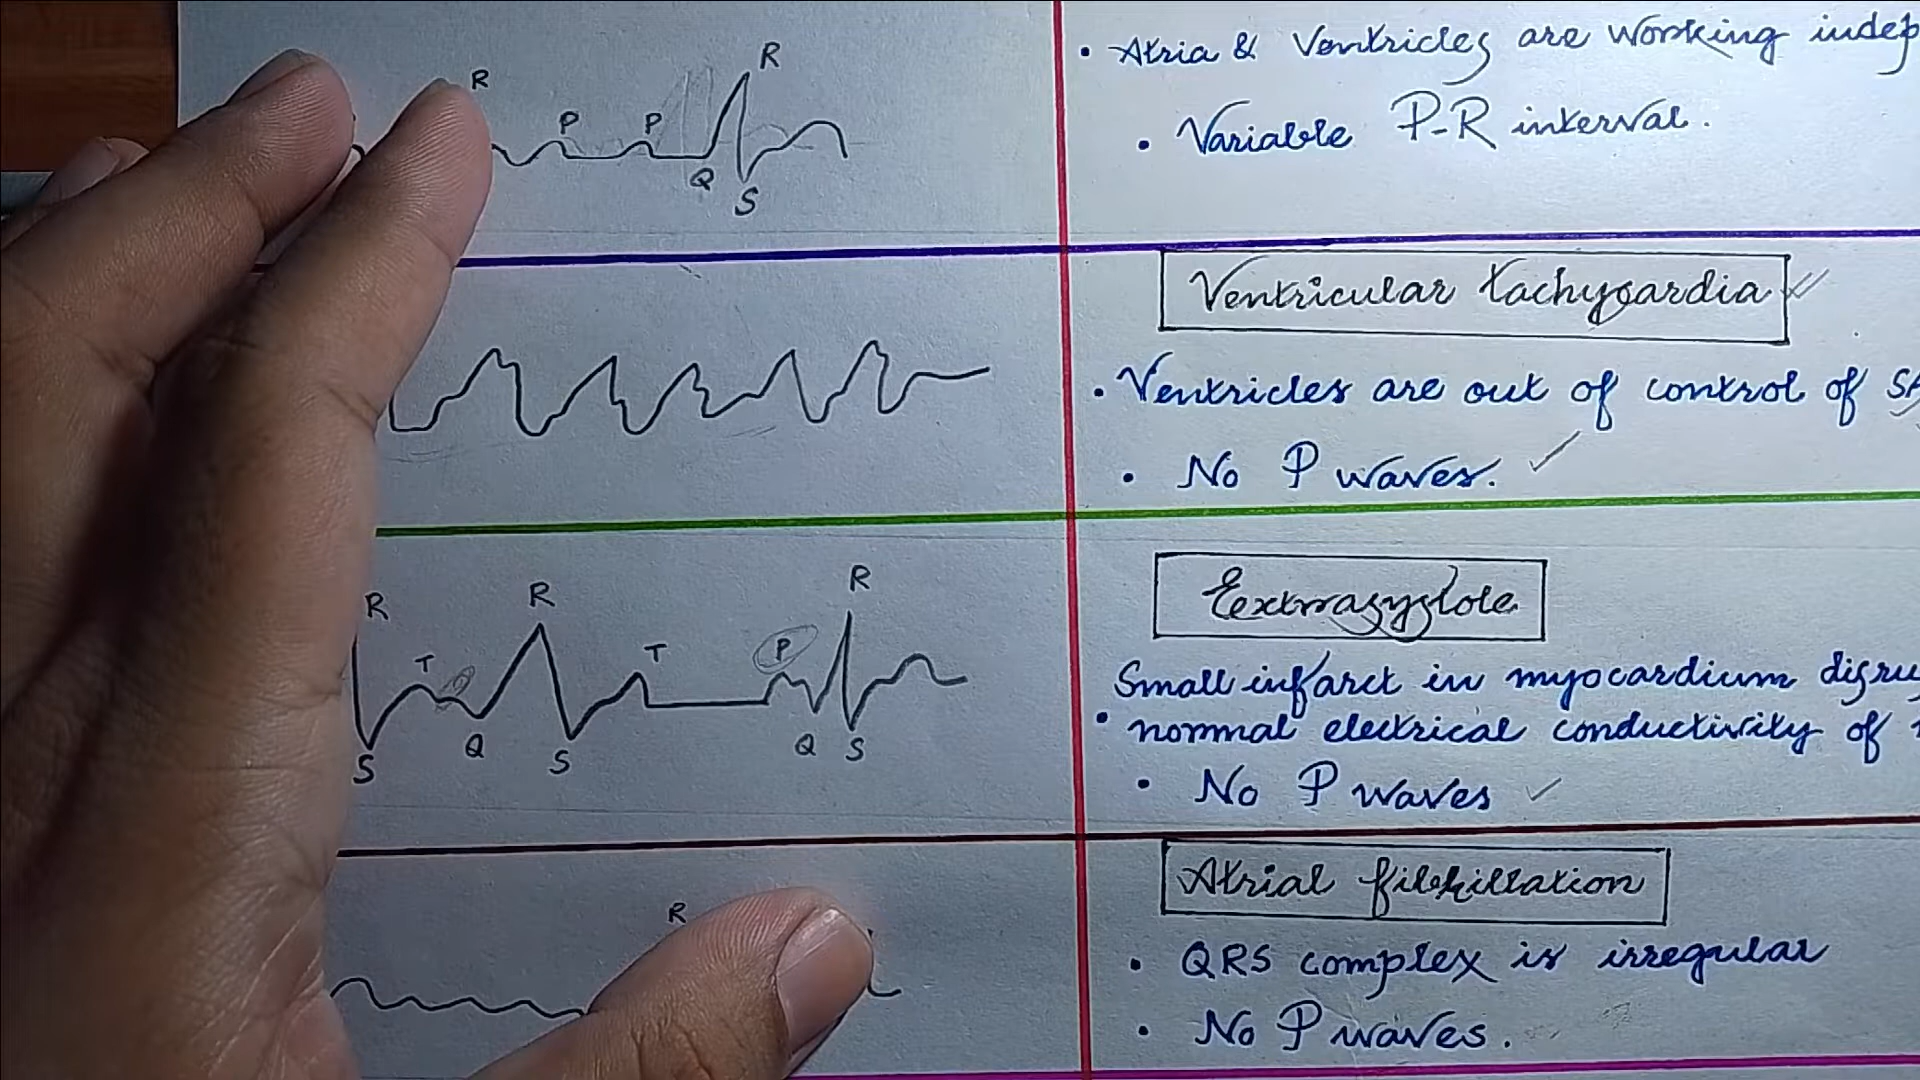 R
P P R
Q S
• Atria & Ventricles are working indep
• Variable P-R interval.
Ventricular tachycardia
• Ventricles are out of control of SA
• No P waves.
R R R
T T P
S Q S Q S
Eextrrasystole
Small infarct in myocardium disru
• normal electrical conductivity of
• No P waves
Atrial fibrillation
R
• QRS complex is irregular
• No P waves.